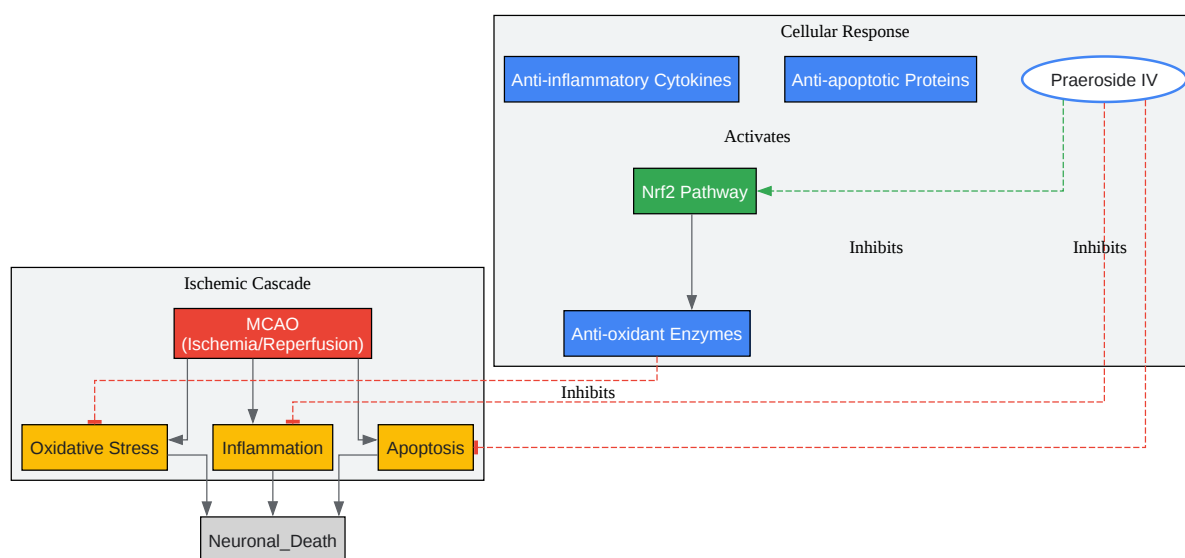 Cellular Response
Anti-inflammatory Cytokines
Anti-apoptotic Proteins
Praeroside IV
Activates
Nrf2 Pathway
Inhibits
Inhibits
Ischemic Cascade
MCAO
(Ischemia/Reperfusion)
Anti-oxidant Enzymes
Inhibits
Oxidative Stress
Inflammation
Apoptosis
Neuronal_Death